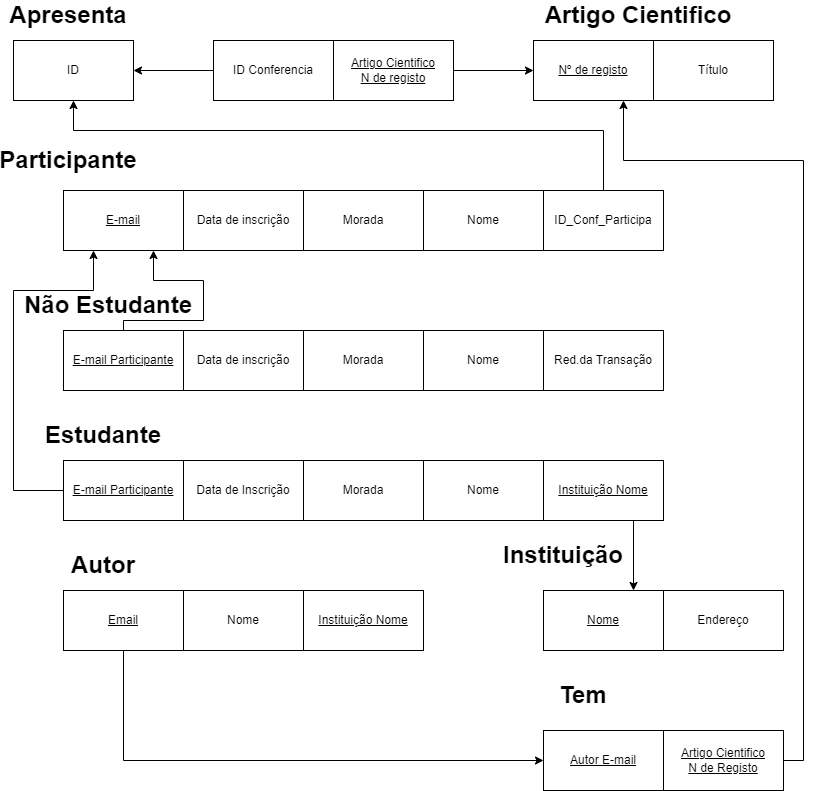 Apresenta
Artigo Cientifico
ID
ID Conferencia
Artigo Cientifico
N de registo
Nº de registo
Título
Participante
E-mail
Data de inscrição
Morada
Nome
ID_Conf_Participa
Não Estudante
E-mail Participante
Data de inscrição
Morada
Nome
Red.da Transação
Estudante
E-mail Participante
Data de Inscrição
Morada
Nome
Instituição Nome
Autor
Instituição
Email
Nome
Instituição Nome
Nome
Endereço
Tem
Autor E-mail
Artigo Cientifico
N de Registo